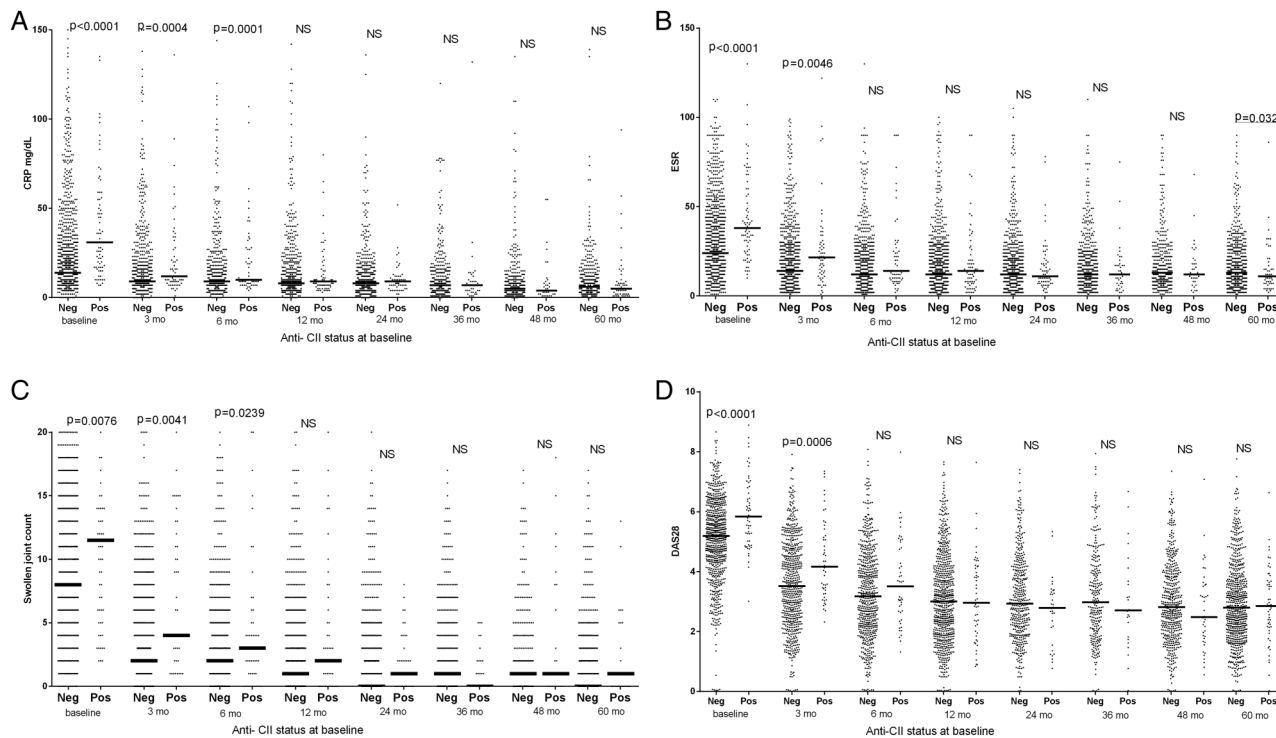 A
p<0.0001 p=0.0004 p=0.0001 NS NS NS NS NS
150
100
50
0
CRP mg/dL
Neg Pos Neg Pos Neg Pos Neg Pos Neg Pos Neg Pos Neg Pos Neg Pos
baseline 3 mo 6 mo 12 mo 24 mo 36 mo 48 mo 60 mo
Anti- CII status at baseline
B
p<0.0001 p=0.0046 NS NS NS NS NS p=0.032
150
100
50
0
ESR
Neg Pos Neg Pos Neg Pos Neg Pos Neg Pos Neg Pos Neg Pos Neg Pos
baseline 3 mo 6 mo 12 mo 24 mo 36 mo 48 mo 60 mo
Anti-CII status at baseline
C
p=0.0076 p=0.0041 p=0.0239 NS NS NS NS NS
20
15
10
5
0
Swollen joint count
Neg Pos Neg Pos Neg Pos Neg Pos Neg Pos Neg Pos Neg Pos Neg Pos
baseline 3 mo 6 mo 12 mo 24 mo 36 mo 48 mo 60 mo
Anti- CII status at baseline
D
p<0.0001 p=0.0006 NS NS NS NS NS NS
10
8
6
4
2
0
DAS28
Neg Pos Neg Pos Neg Pos Neg Pos Neg Pos Neg Pos Neg Pos Neg Pos
baseline 3 mo 6 mo 12 mo 24 mo 36 mo 48 mo 60 mo
Anti-CII status at baseline